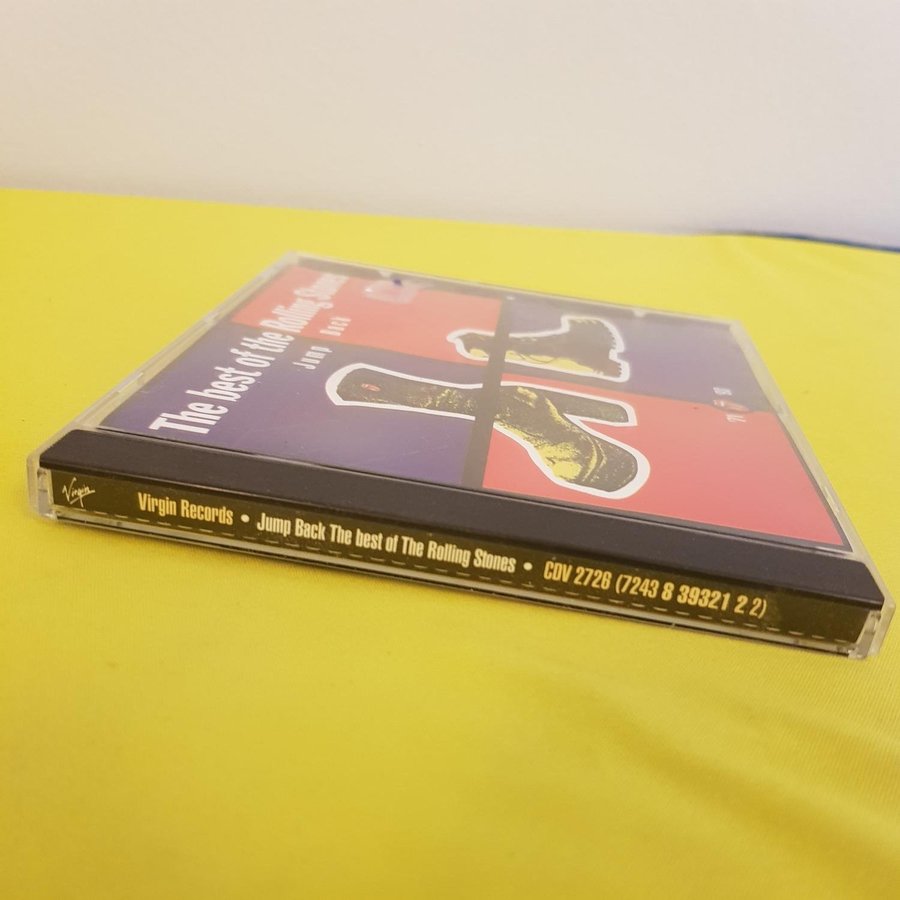 The best of the Rolling Stones
Jump Back
Virgin
Virgin Records • Jump Back The best of The Rolling Stones • CDV 2726 (7243 8 39321 2 2)